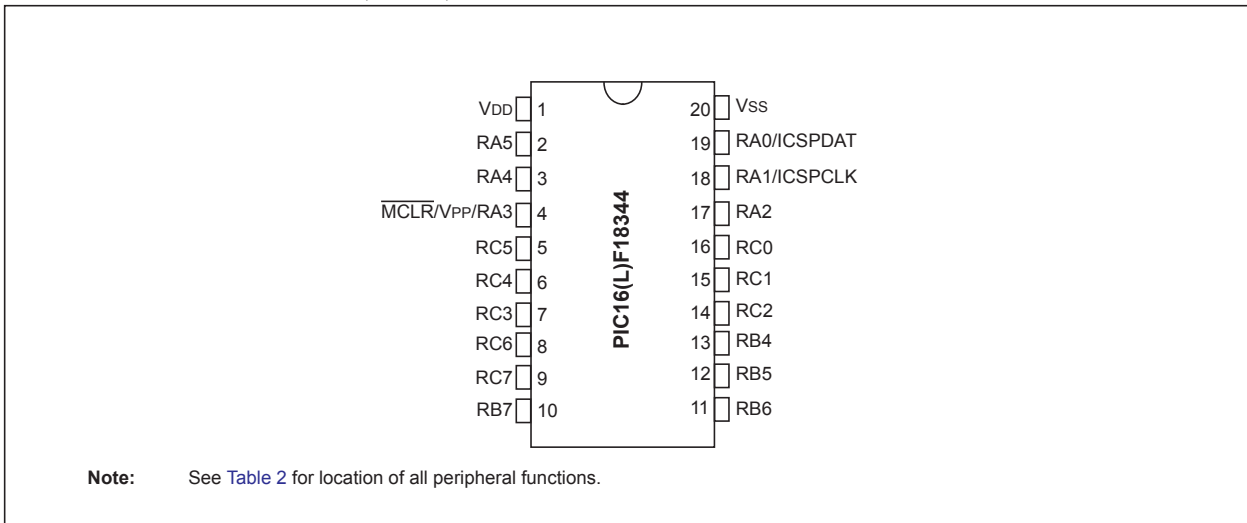 VDD 1 20 VSS
RA5 2 19 RA0/ICSPDAT
RA4 3 18 RA1/ICSPCLK
MCLR/VPP/RA3 4 17 RA2
RC5 5 16 RC0
RC4 6 15 RC1
RC3 7 14 RC2
RC6 8 13 RB4
RC7 9 12 RB5
RB7 10 11 RB6
PIC16(L)F18344
Note: See Table 2 for location of all peripheral functions.